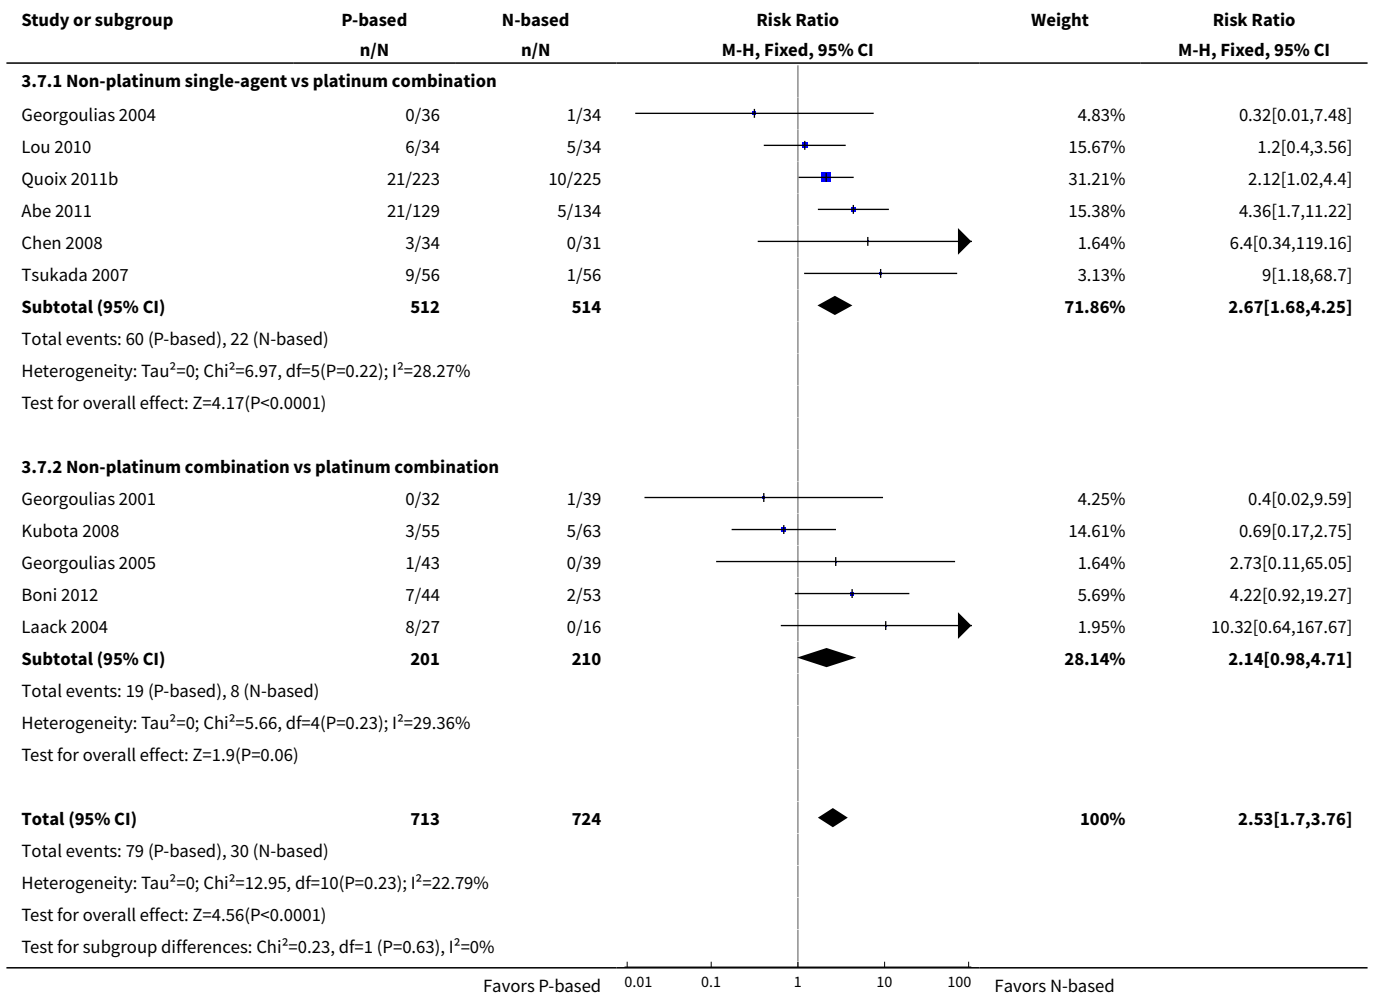 Study or subgroup P-based N-based Risk Ratio Weight Risk Ratio
n/N n/N M-H, Fixed, 95% CI M-H, Fixed, 95% CI
3.7.1 Non-platinum single-agent vs platinum combination
Georgoulias 2004 0/36 1/34 4.83% 0.32[0.01,7.48]
Lou 2010 6/34 5/34 15.67% 1.2[0.4,3.56]
Quoix 2011b 21/223 10/225 31.21% 2.12[1.02,4.4]
Abe 2011 21/129 5/134 15.38% 4.36[1.7,11.22]
Chen 2008 3/34 0/31 1.64% 6.4[0.34,119.16]
Tsukada 2007 9/56 1/56 3.13% 9[1.18,68.7]
Subtotal (95% CI) 512 514 71.86% 2.67[1.68,4.25]
Total events: 60 (P-based), 22 (N-based)
Heterogeneity: Tau²=0; Chi²=6.97, df=5(P=0.22); I²=28.27%
Test for overall effect: Z=4.17(P<0.0001)
3.7.2 Non-platinum combination vs platinum combination
Georgoulias 2001 0/32 1/39 4.25% 0.4[0.02,9.59]
Kubota 2008 3/55 5/63 14.61% 0.69[0.17,2.75]
Georgoulias 2005 1/43 0/39 1.64% 2.73[0.11,65.05]
Boni 2012 7/44 2/53 5.69% 4.22[0.92,19.27]
Laack 2004 8/27 0/16 1.95% 10.32[0.64,167.67]
Subtotal (95% CI) 201 210 28.14% 2.14[0.98,4.71]
Total events: 19 (P-based), 8 (N-based)
Heterogeneity: Tau²=0; Chi²=5.66, df=4(P=0.23); I²=29.36%
Test for overall effect: Z=1.9(P=0.06)
Total (95% CI) 713 724 100% 2.53[1.7,3.76]
Total events: 79 (P-based), 30 (N-based)
Heterogeneity: Tau²=0; Chi²=12.95, df=10(P=0.23); I²=22.79%
Test for overall effect: Z=4.56(P<0.0001)
Test for subgroup differences: Chi²=0.23, df=1 (P=0.63), I²=0%
Favors P-based 0.01 0.1 1 10 100 Favors N-based